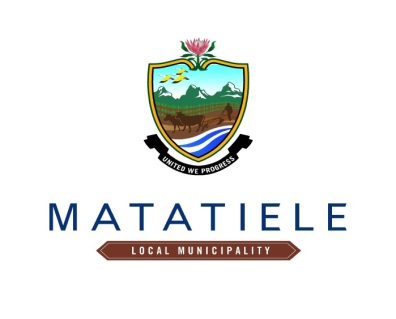 UNITED WE PROGRESS
MATATIELE
LOCAL MUNICIPALITY